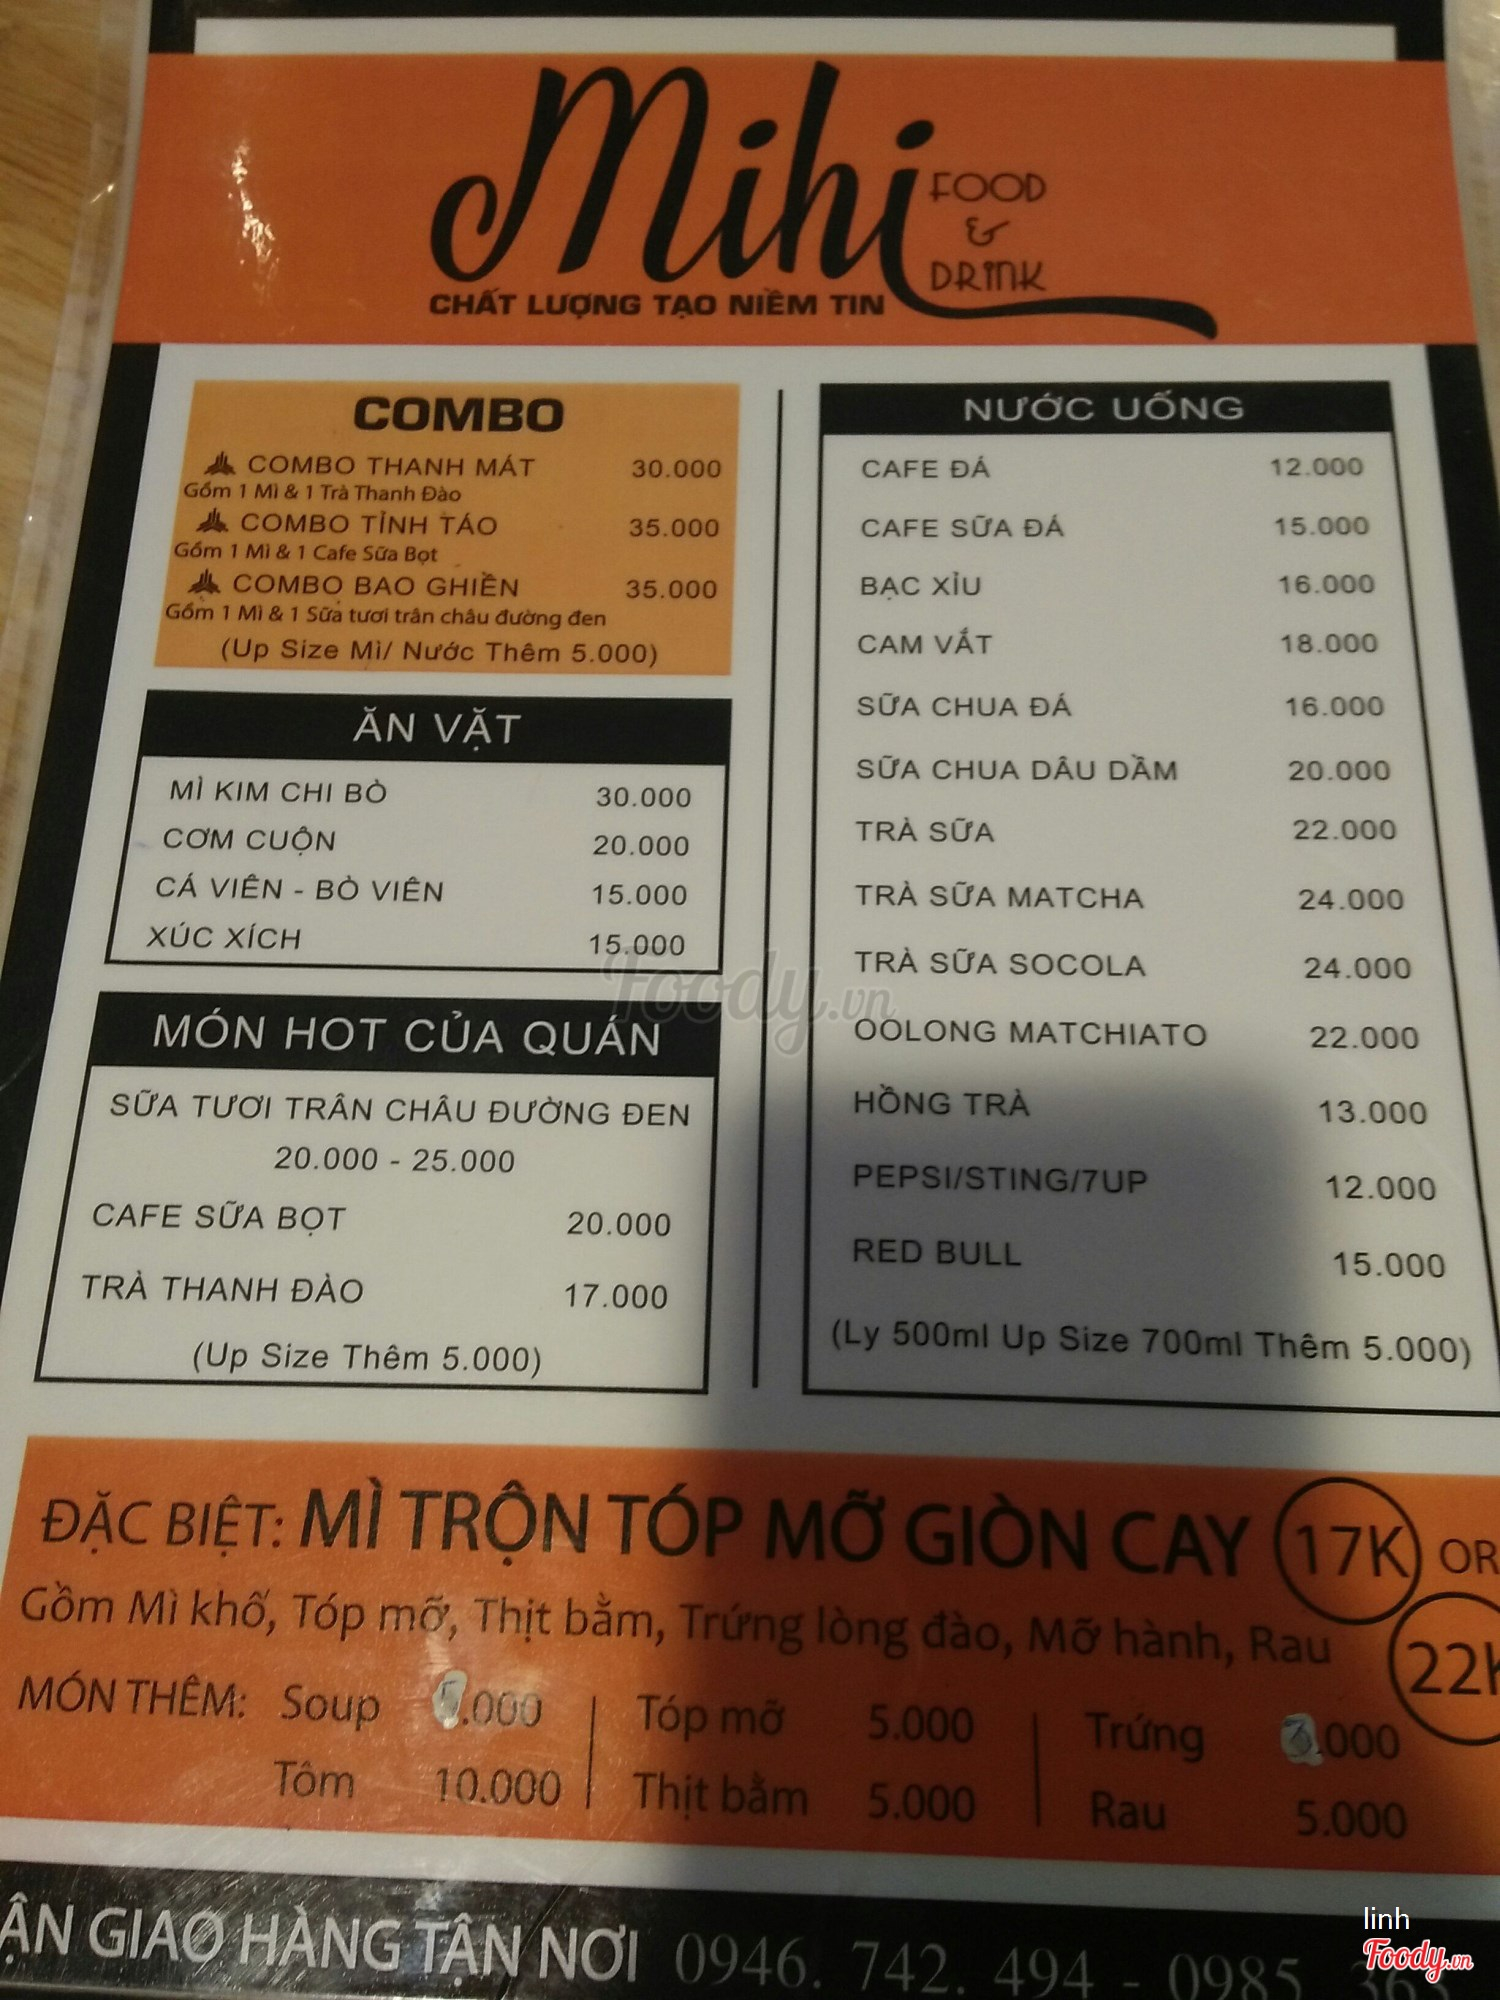 Mihi
FOOD
&
DRINK
CHẤT LƯỢNG TẠO NIỀM TIN
COMBO
COMBO THANH MÁT 30.000
Gồm 1 Mì & 1 Trà Thanh Đào
COMBO TỈNH TÁO 35.000
Gồm 1 Mì & 1 Cafe Sữa Bọt
COMBO BAO GHIỀN 35.000
Gồm 1 Mì & 1 Sữa tươi trân châu đường đen
(Up Size Mì/ Nước Thêm 5.000)
ĂN VẶT
MÌ KIM CHI BÒ 30.000
CƠM CUỘN 20.000
CÁ VIÊN - BÒ VIÊN 15.000
XÚC XÍCH 15.000
MÓN HOT CỦA QUÁN
SỮA TƯƠI TRÂN CHÂU ĐƯỜNG ĐEN
20.000 - 25.000
CAFE SỮA BỌT 20.000
TRÀ THANH ĐÀO 17.000
(Up Size Thêm 5.000)
NƯỚC UỐNG
CAFE ĐÁ 12.000
CAFE SỮA ĐÁ 15.000
BẠC XỈU 16.000
CAM VẮT 18.000
SỮA CHUA ĐÁ 16.000
SỮA CHUA DÂU DẦM 20.000
TRÀ SỮA 22.000
TRÀ SỮA MATCHA 24.000
TRÀ SỮA SOCOLA 24.000
OOLONG MATCHIATO 22.000
HỒNG TRÀ 13.000
PEPSI/STING/7UP 12.000
RED BULL 15.000
(Ly 500ml Up Size 700ml Thêm 5.000)
ĐẶC BIỆT: MÌ TRỘN TÓP MỠ GIÒN CAY 17K OR
22K
Gồm Mì khô, Tóp mỡ, Thịt bằm, Trứng lòng đào, Mỡ hành, Rau
MÓN THÊM: Soup 5.000 Tóp mỡ 5.000 Trứng 3.000
Tôm 10.000 Thịt bằm 5.000 Rau 5.000
GIAO HÀNG TẬN NƠI 0946. 742. 494 - 0985 363
Foody.vn
linh
Foody.vn